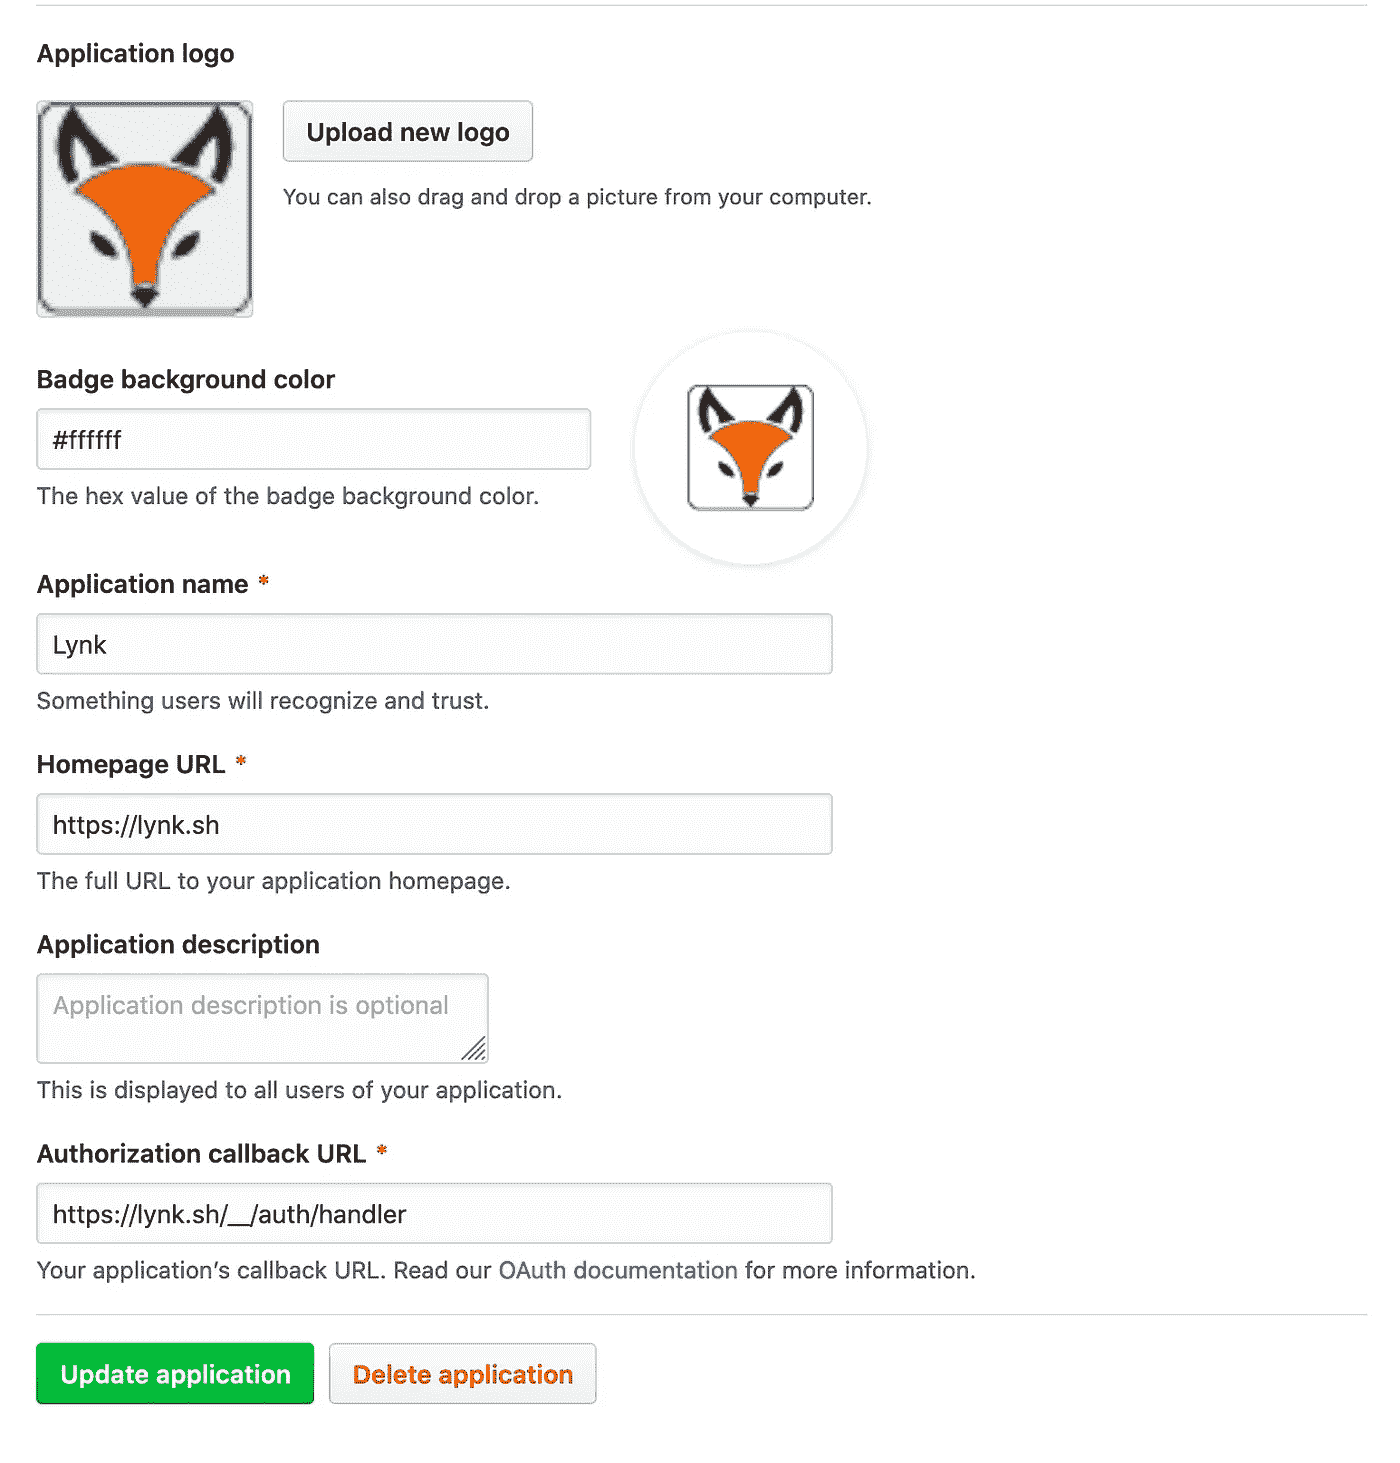 Application logo
Upload new logo
You can also drag and drop a picture from your computer.
Badge background color
#ffffff
The hex value of the badge background color.
Application name *
Lynk
Something users will recognize and trust.
Homepage URL *
https://lynk.sh
The full URL to your application homepage.
Application description
Application description is optional
This is displayed to all users of your application.
Authorization callback URL *
https://lynk.sh/__/auth/handler
Your application’s callback URL. Read our OAuth documentation for more information.
Update application
Delete application